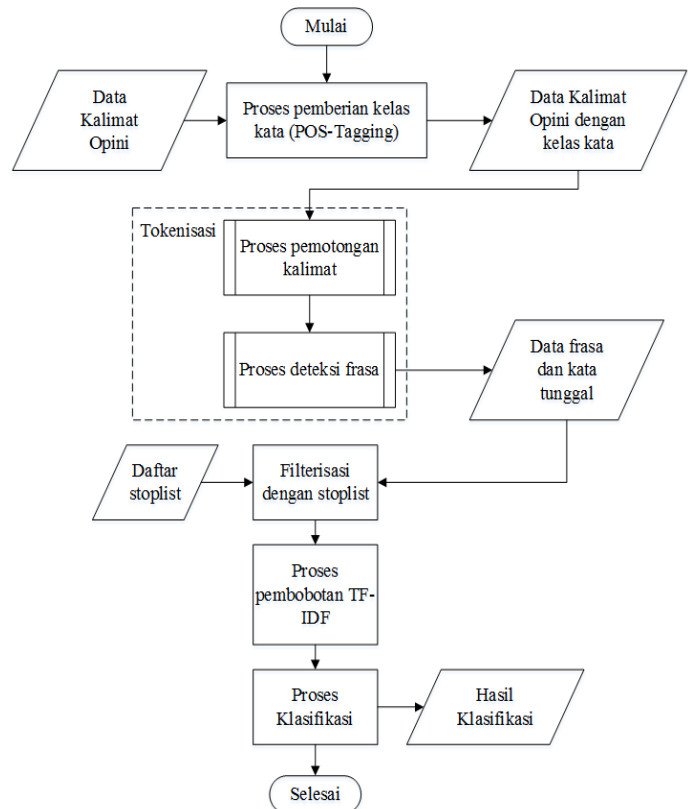 Mulai
Data
Kalimat
Opini
Proses pemberian kelas
kata (POS-Tagging)
Data Kalimat
Opini dengan
kelas kata
Tokenisasi
Proses pemotongan
kalimat
Proses deteksi frasa
Data frasa
dan kata
tunggal
Daftar
stoplist
Filterisasi
dengan stoplist
Proses
pembobotan TF-
IDF
Proses
Klasifikasi
Hasil
Klasifikasi
Selesai